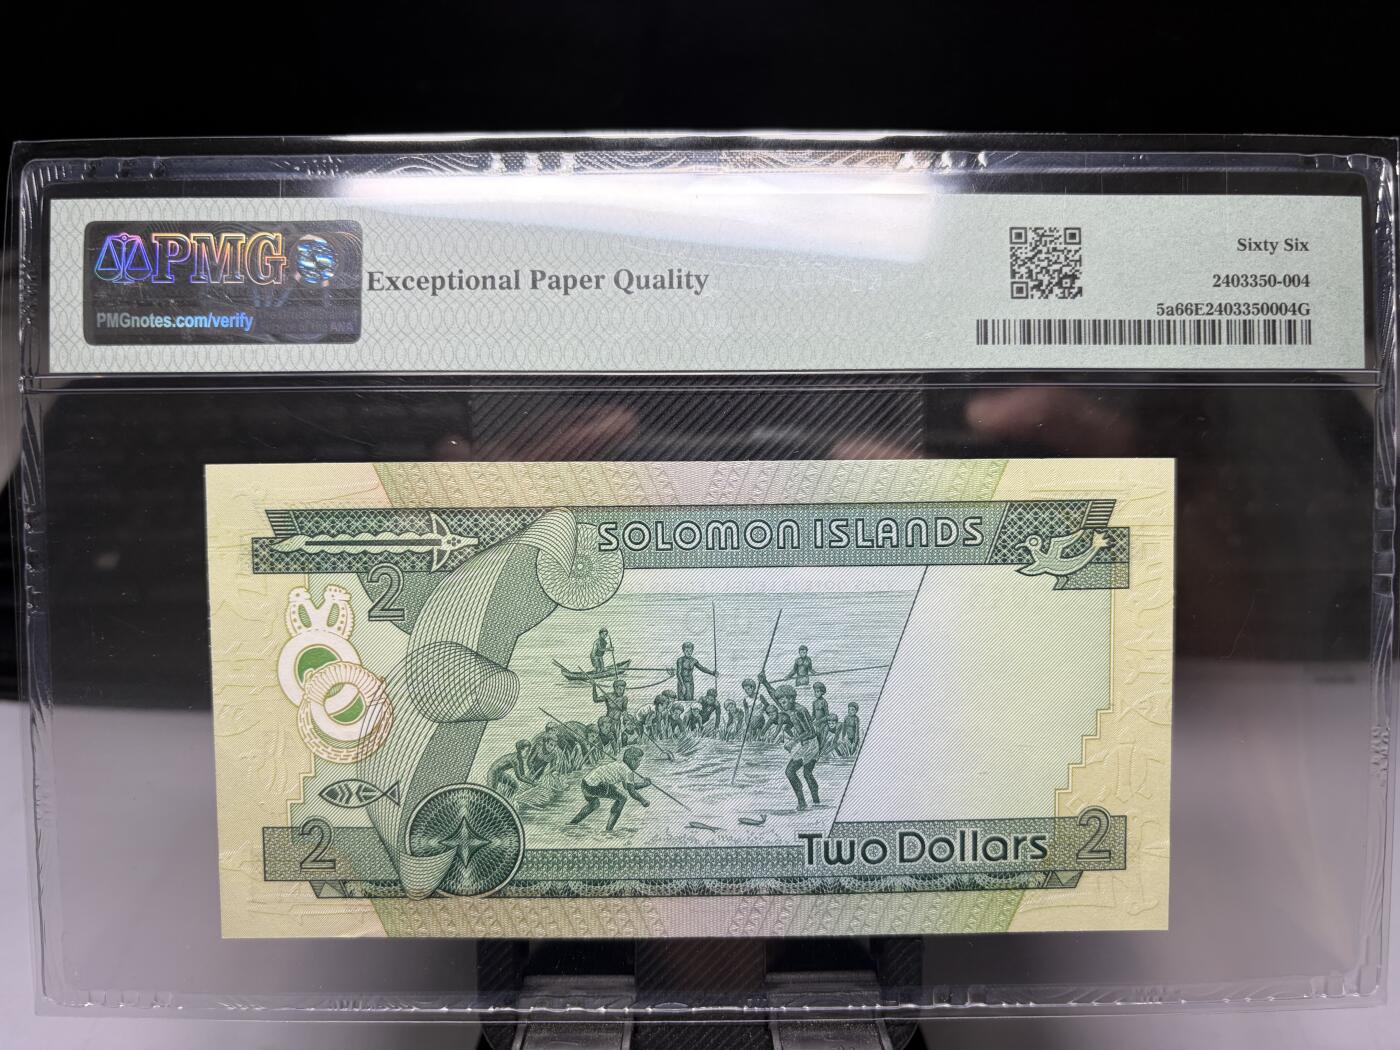 PMG
PMGnotes.com/verify
Exceptional Paper Quality
Sixty Six
2403350-004
5a66E2403350004G
SOLOMON ISLANDS
2
2
Two Dollars
2